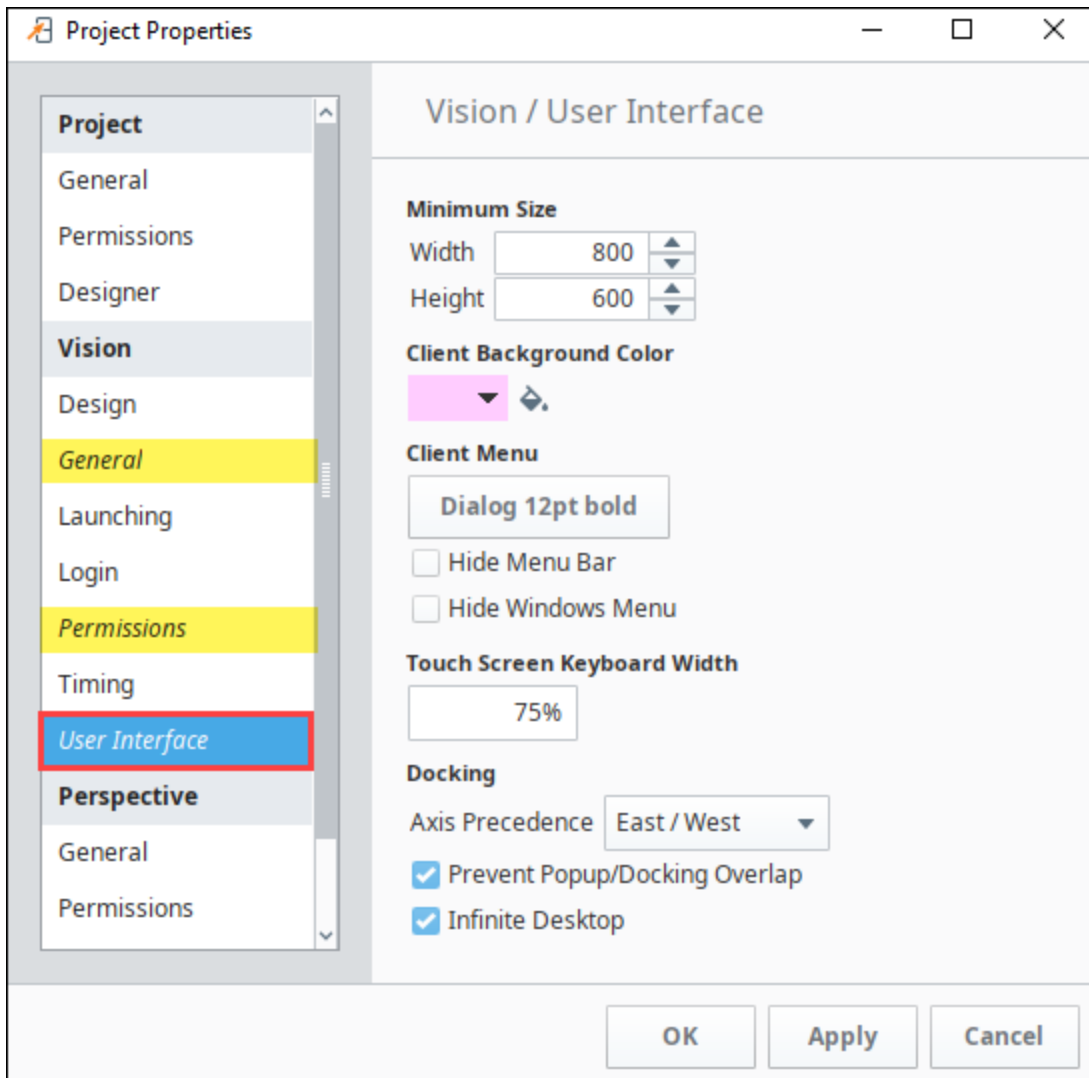 Project Properties
Project
General
Permissions
Designer
Vision
Design
General
Launching
Login
Permissions
Timing
User Interface
Perspective
General
Permissions
Vision / User Interface
Minimum Size
Width 800
Height 600
Client Background Color
Client Menu
Dialog 12pt bold
Hide Menu Bar
Hide Windows Menu
Touch Screen Keyboard Width
75%
Docking
Axis Precedence East / West
Prevent Popup/Docking Overlap
Infinite Desktop
OK Apply Cancel